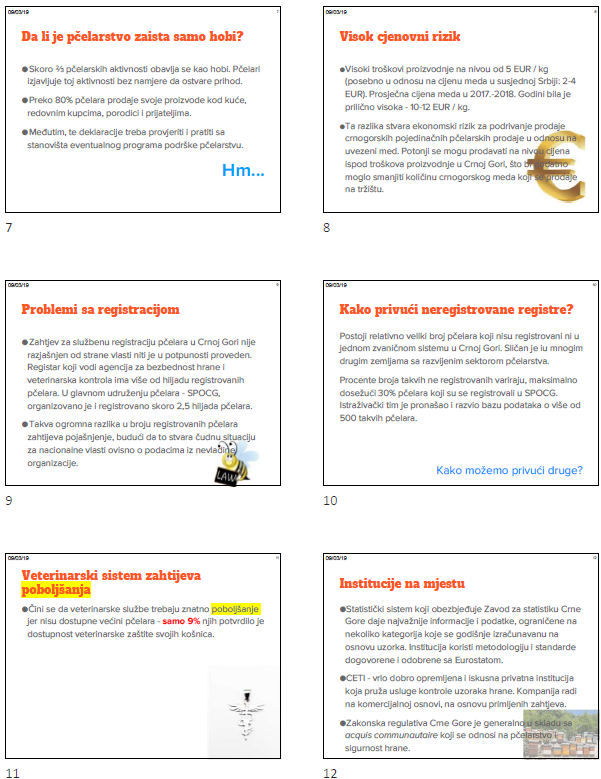 09/03/19
7
Da li je pčelarstvo zaista samo hobi?
●Skoro ⅔ pčelarskih aktivnosti obavlja se kao hobi. Pčelari
izjavljuje toj aktivnosti bez namjere da ostvare prihod.
●Preko 80% pčelara prodaje svoje proizvode kod kuće,
redovnim kupcima, porodici i prijateljima.
●Međutim, te deklaracije treba provjeriti i pratiti sa
stanovišta eventualnog programa podrške pčelarstvu.
Hm...
7
09/03/19
8
Visok cjenovni rizik
●Visoki troškovi proizvodnje na nivou od 5 EUR / kg
(posebno u odnosu na cijenu meda u susjednoj Srbiji: 2-4
EUR). Prosječna cijena meda u 2017.-2018. Godini bila je
prilično visoka - 10-12 EUR / kg.
●Ta razlika stvara ekonomski rizik za podrivanje prodaje
crnogorskih pojedinačnih pčelarskih prodaje u odnosu na
uvezeni med. Potonji se mogu prodavati na nivou cijena
ispod troškova proizvodnje u Crnoj Gori, što bi dodatno
moglo smanjiti količinu crnogorskog meda koji se prodaje
na tržištu.
8
09/03/19
9
Problemi sa registracijom
●Zahtjev za službenu registraciju pčelara u Crnoj Gori nije
razjašnjen od strane vlasti niti je u potpunosti proveden.
Registar koji vodi agencija za bezbednost hrane i
veterinarska kontrola ima više od hiljadu registrovanih
pčelara. U glavnom udruženju pčelara - SPOCG,
organizovano je i registrovano skoro 2,5 hiljada pčelara.
●Takva ogromna razlika u broju registrovanih pčelara
zahtijeva pojašnjenje, budući da to stvara čudnu situaciju
za nacionalne vlasti ovisno o podacima iz nevladine
organizacije.
LAW
9
09/03/19
10
Kako privući neregistrovane registre?
Postoji relativno veliki broj pčelara koji nisu registrovani ni u
jednom zvaničnom sistemu u Crnoj Gori. Sličan je iu mnogim
drugim zemljama sa razvijenim sektorom pčelarstva.
Procente broja takvih ne registrovanih variraju, maksimalno
dosežući 30% pčelara koji su se registrovali u SPOCG.
Istraživački tim je pronašao i razvio bazu podataka o više od
500 takvih pčelara.
Kako možemo privući druge?
10
09/03/19
11
Veterinarski sistem zahtijeva
poboljšanja
●Čini se da veterinarske službe trebaju znatno poboljšanje
jer nisu dostupne većini pčelara - samo 9% njih potvrdilo je
dostupnost veterinarske zaštite svojih košnica.
11
09/03/19
12
Institucije na mjestu
●Statistički sistem koji obezbjeđuje Zavod za statistiku Crne
Gore daje najvažnije informacije i podatke, ograničene na
nekoliko kategorija koje se godišnje izračunavanu na
osnovu uzorka. Institucija koristi metodologiju i standarde
dogovorene i odobrene sa Eurostatom.
●CETI - vrlo dobro opremljena i iskusna privatna institucija
koja pruža usluge kontrole uzoraka hrane. Kompanija radi
na komercijalnoj osnovi, na osnovu primljenih zahtjeva.
●Zakonska regulativa Crne Gore je generalno u skladu sa
acquis communautaire koji se odnosi na pčelarstvo i
sigurnost hrane.
12